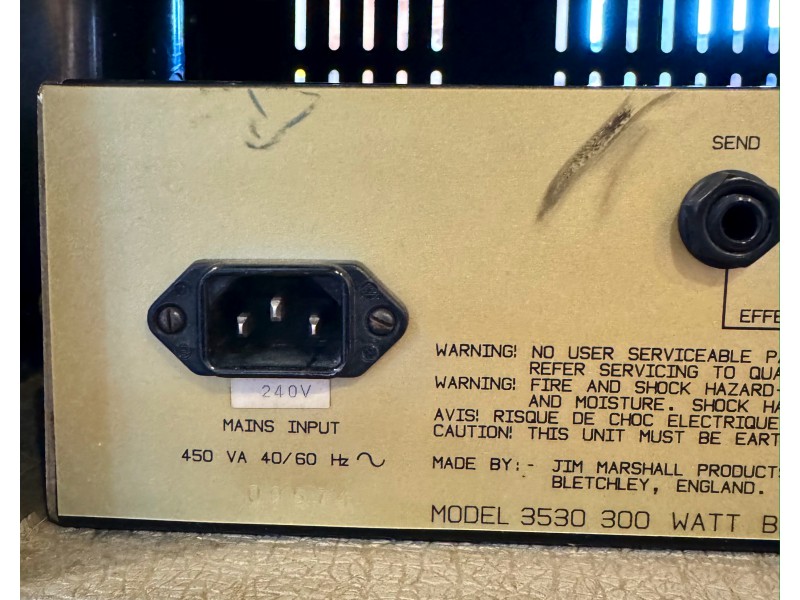 SEND
EFFE
240V
MAINS INPUT
450 VA 40/60 Hz
WARNING! NO USER SERVICEABLE PA
REFER SERVICING TO QUA
WARNING! FIRE AND SHOCK HAZARD-
AND MOISTURE. SHOCK HA
AVIS! RISQUE DE CHOC ELECTRIQUE
CAUTION! THIS UNIT MUST BE EART
MADE BY:- JIM MARSHALL PRODUCTS
BLETCHLEY, ENGLAND.
MODEL 3530 300 WATT B